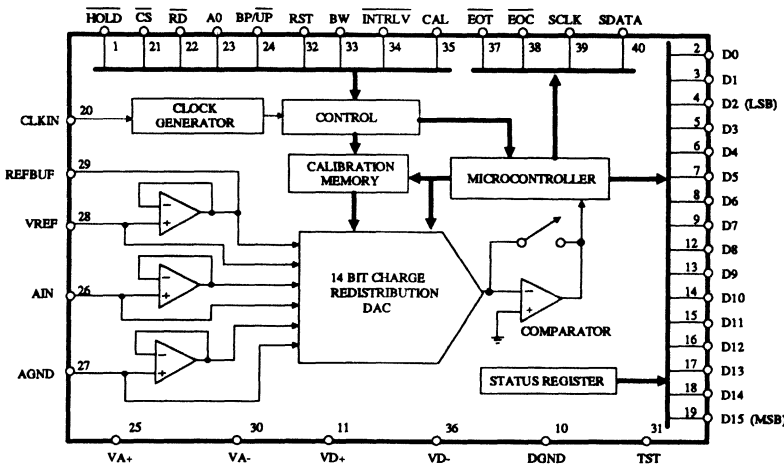 HOLD CS RD A0 BP/UP RST BW INTRLV CAL EOT EOC SCLK SDATA
1 21 22 23 24 32 33 34 35 37 38 39 40
2 D0
3 D1
4 D2 (LSB)
5 D3
6 D4
7 D5
8 D6
9 D7
12 D8
13 D9
14 D10
15 D11
16 D12
17 D13
18 D14
19 D15 (MSB)
CLKIN 20
CLOCK
GENERATOR
CONTROL
REFBUF 29
CALIBRATION
MEMORY
MICROCONTROLLER
VREF 28
- +
AIN 26
- +
14 BIT CHARGE
REDISTRIBUTION
DAC
- +
COMPARATOR
AGND 27
- +
STATUS REGISTER
25 30 11 36 10 31
VA+ VA- VD+ VD- DGND TST